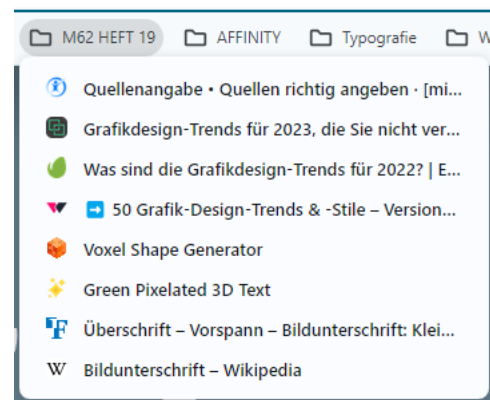 M62 HEFT 19 AFFINITY Typografie W
Quellenangabe • Quellen richtig angeben · [mi...
Grafikdesign-Trends für 2023, die Sie nicht ver...
Was sind die Grafikdesign-Trends für 2022? | E...
➡ 50 Grafik-Design-Trends & -Stile – Version...
Voxel Shape Generator
Green Pixelated 3D Text
Überschrift – Vorspann – Bildunterschrift: Klei...
W Bildunterschrift – Wikipedia